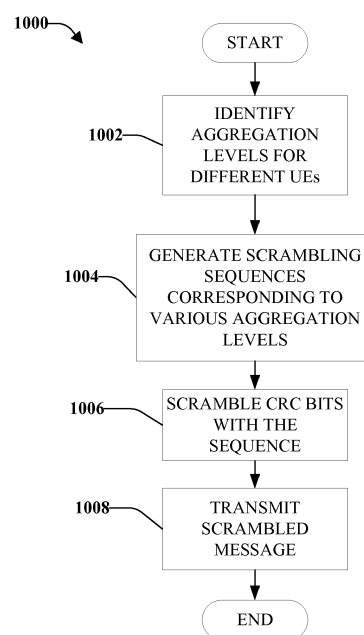 1000
START
1002
IDENTIFY
AGGREGATION
LEVELS FOR
DIFFERENT UEs
1004
GENERATE SCRAMBLING
SEQUENCES
CORRESPONDING TO
VARIOUS AGGREGATION
LEVELS
1006
SCRAMBLE CRC BITS
WITH THE
SEQUENCE
1008
TRANSMIT
SCRAMBLED
MESSAGE
END